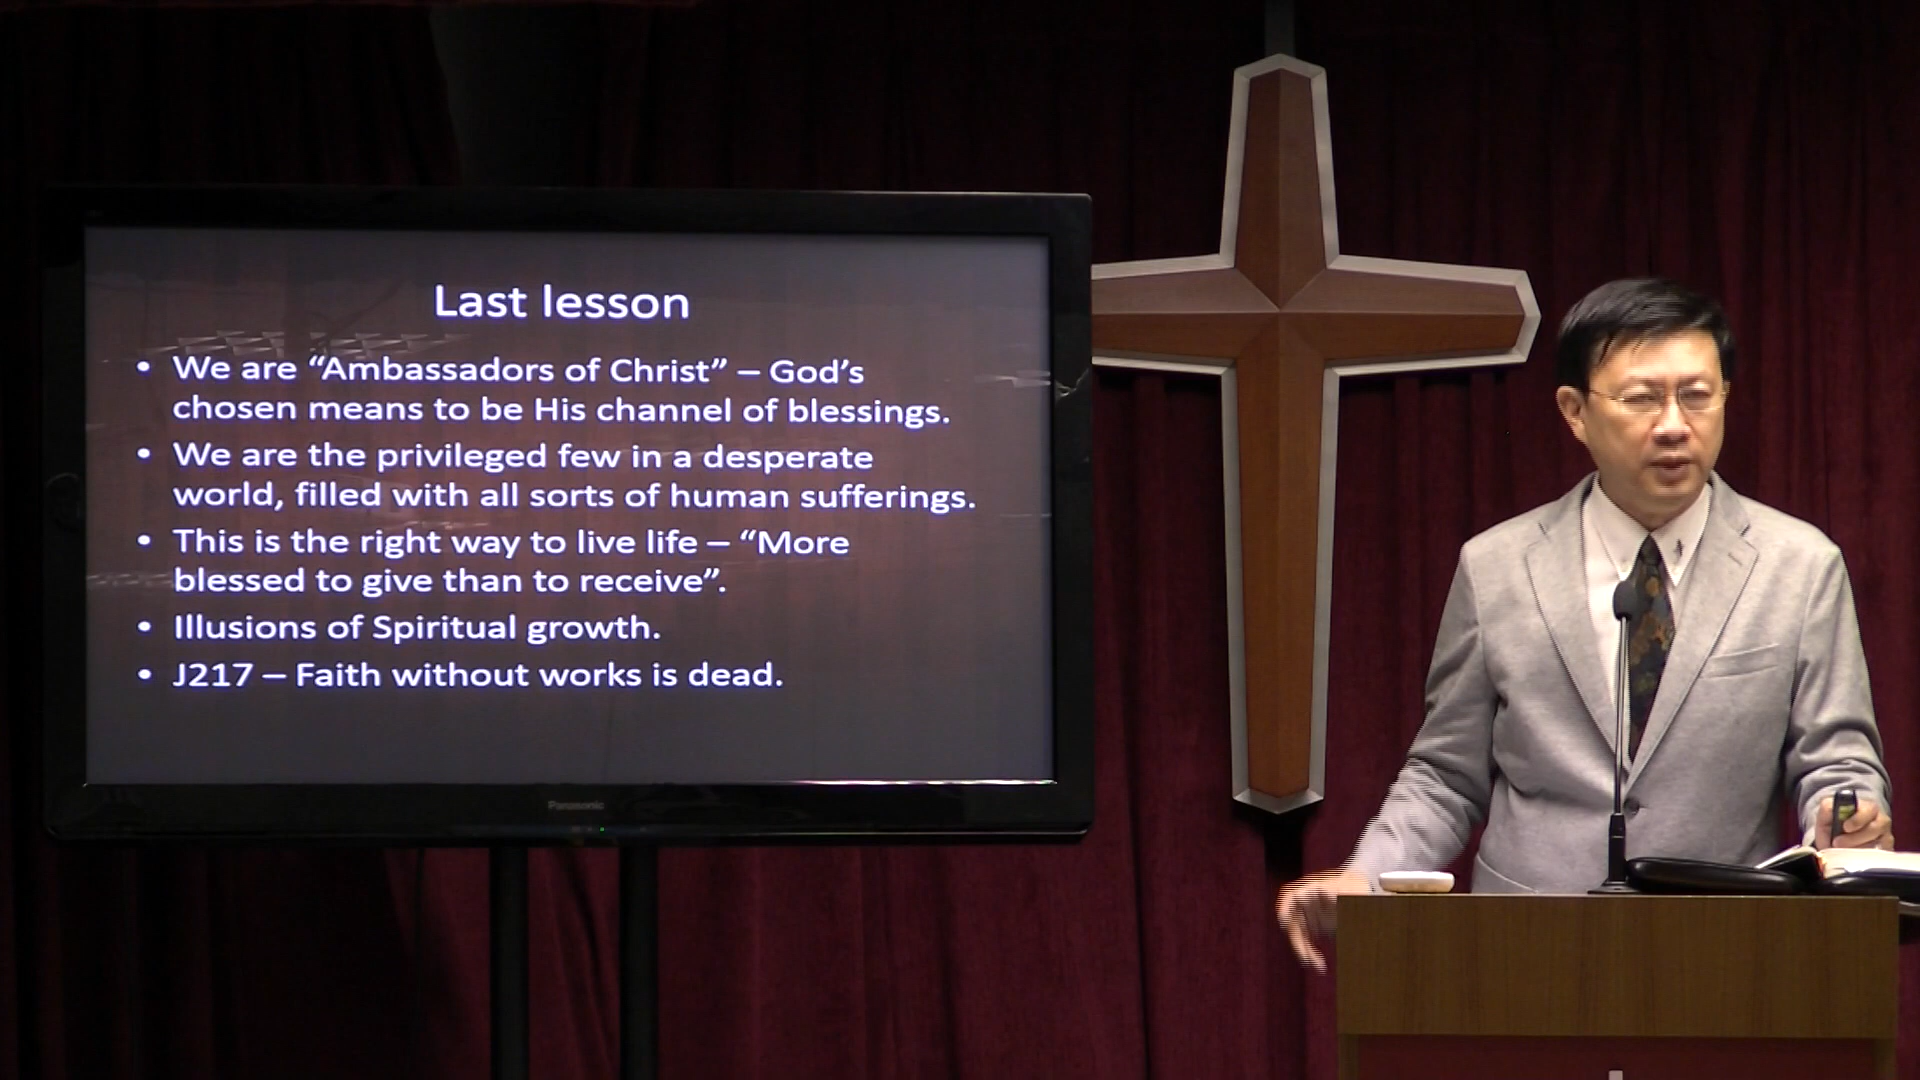 Last lesson
• We are “Ambassadors of Christ” – God’s
chosen means to be His channel of blessings.
• We are the privileged few in a desperate
world, filled with all sorts of human sufferings.
• This is the right way to live life – “More
blessed to give than to receive”.
• Illusions of Spiritual growth.
• J217 – Faith without works is dead.
Panasonic